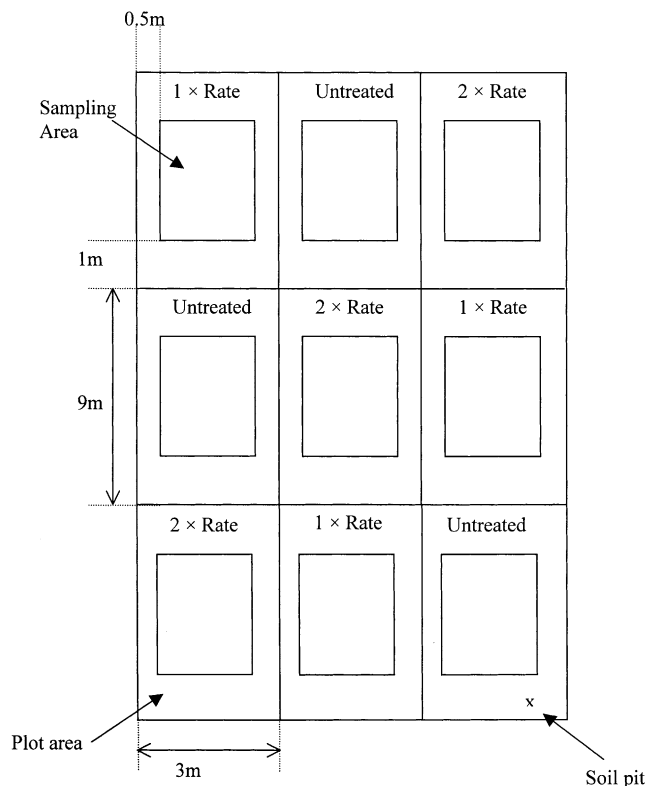 0.5m
1 × Rate
Untreated
2 × Rate
Sampling
Area
1m
Untreated
2 × Rate
1 × Rate
9m
2 × Rate
1 × Rate
Untreated
x
Plot area
3m
Soil pit